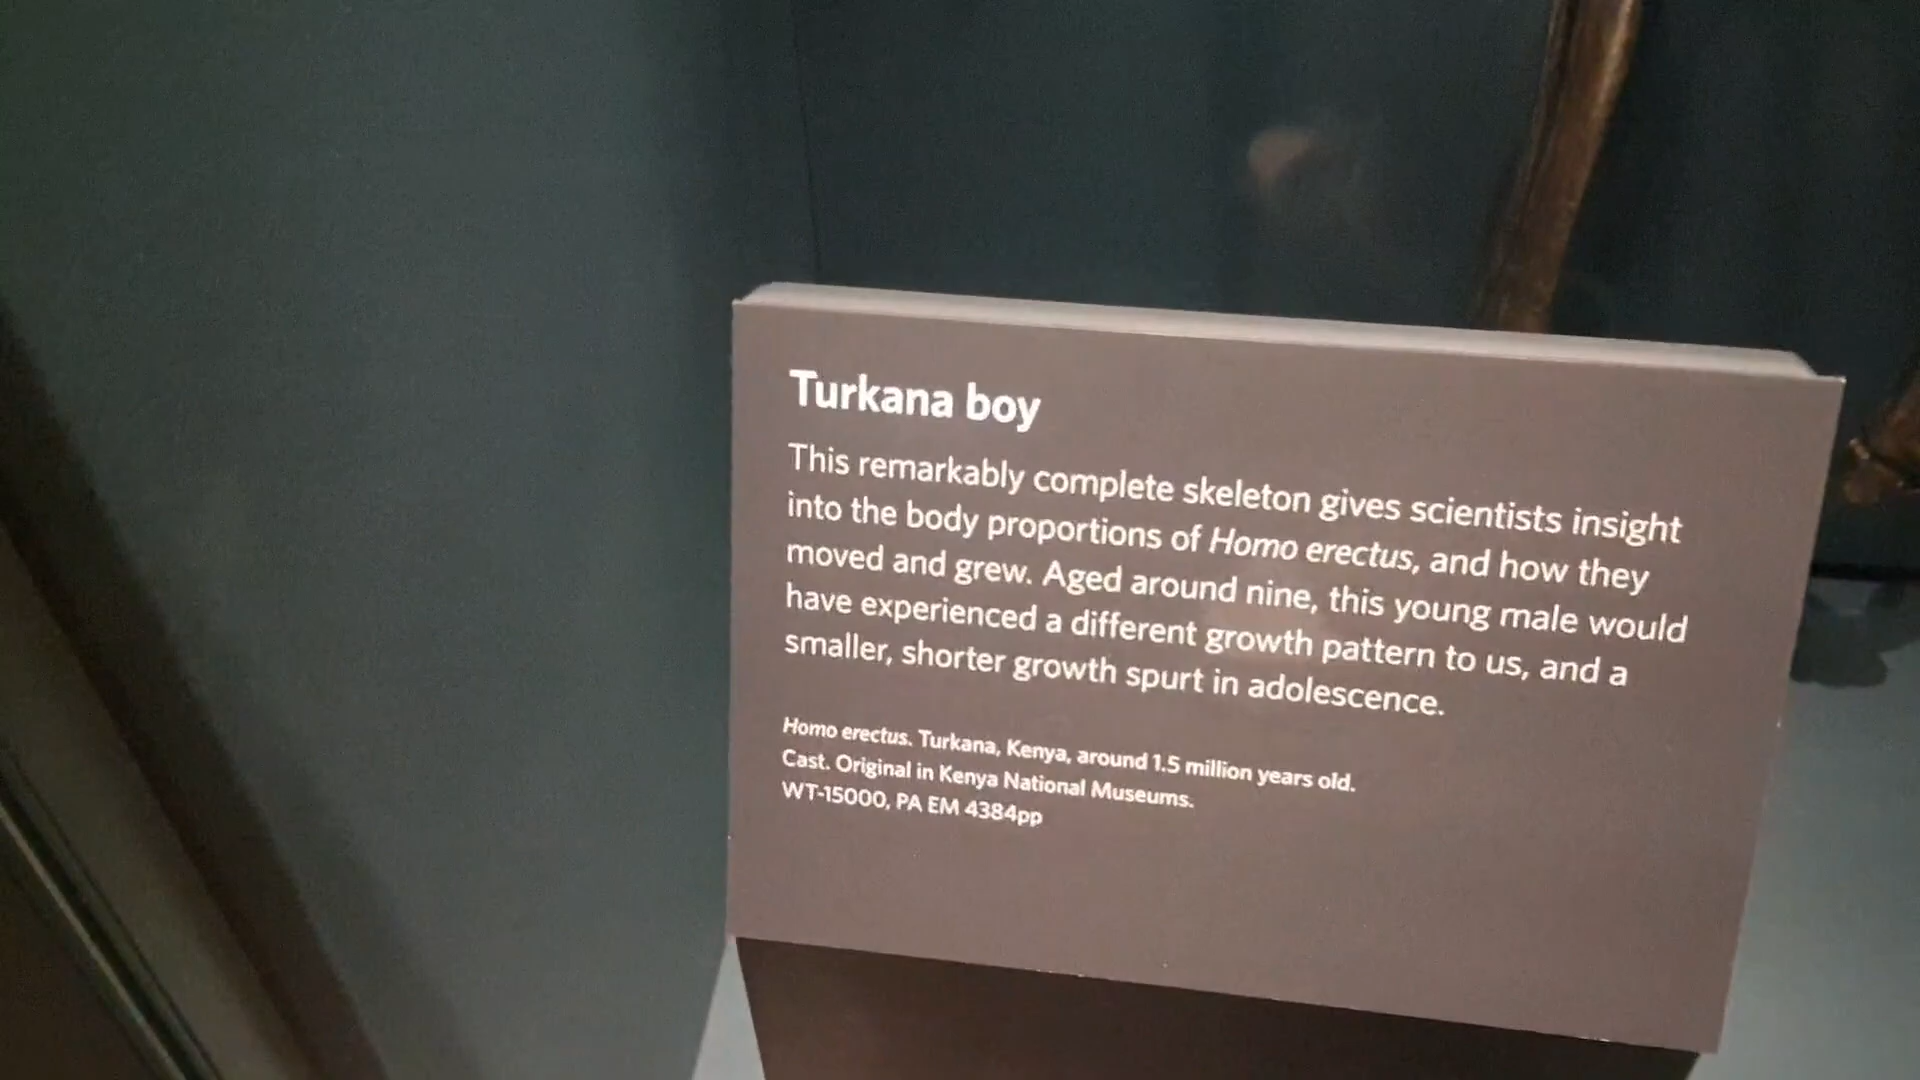 Turkana boy
This remarkably complete skeleton gives scientists insight
into the body proportions of Homo erectus, and how they
moved and grew. Aged around nine, this young male would
have experienced a different growth pattern to us, and a
smaller, shorter growth spurt in adolescence.
Homo erectus. Turkana, Kenya, around 1.5 million years old.
Cast. Original in Kenya National Museums.
WT-15000, PA EM 4384pp